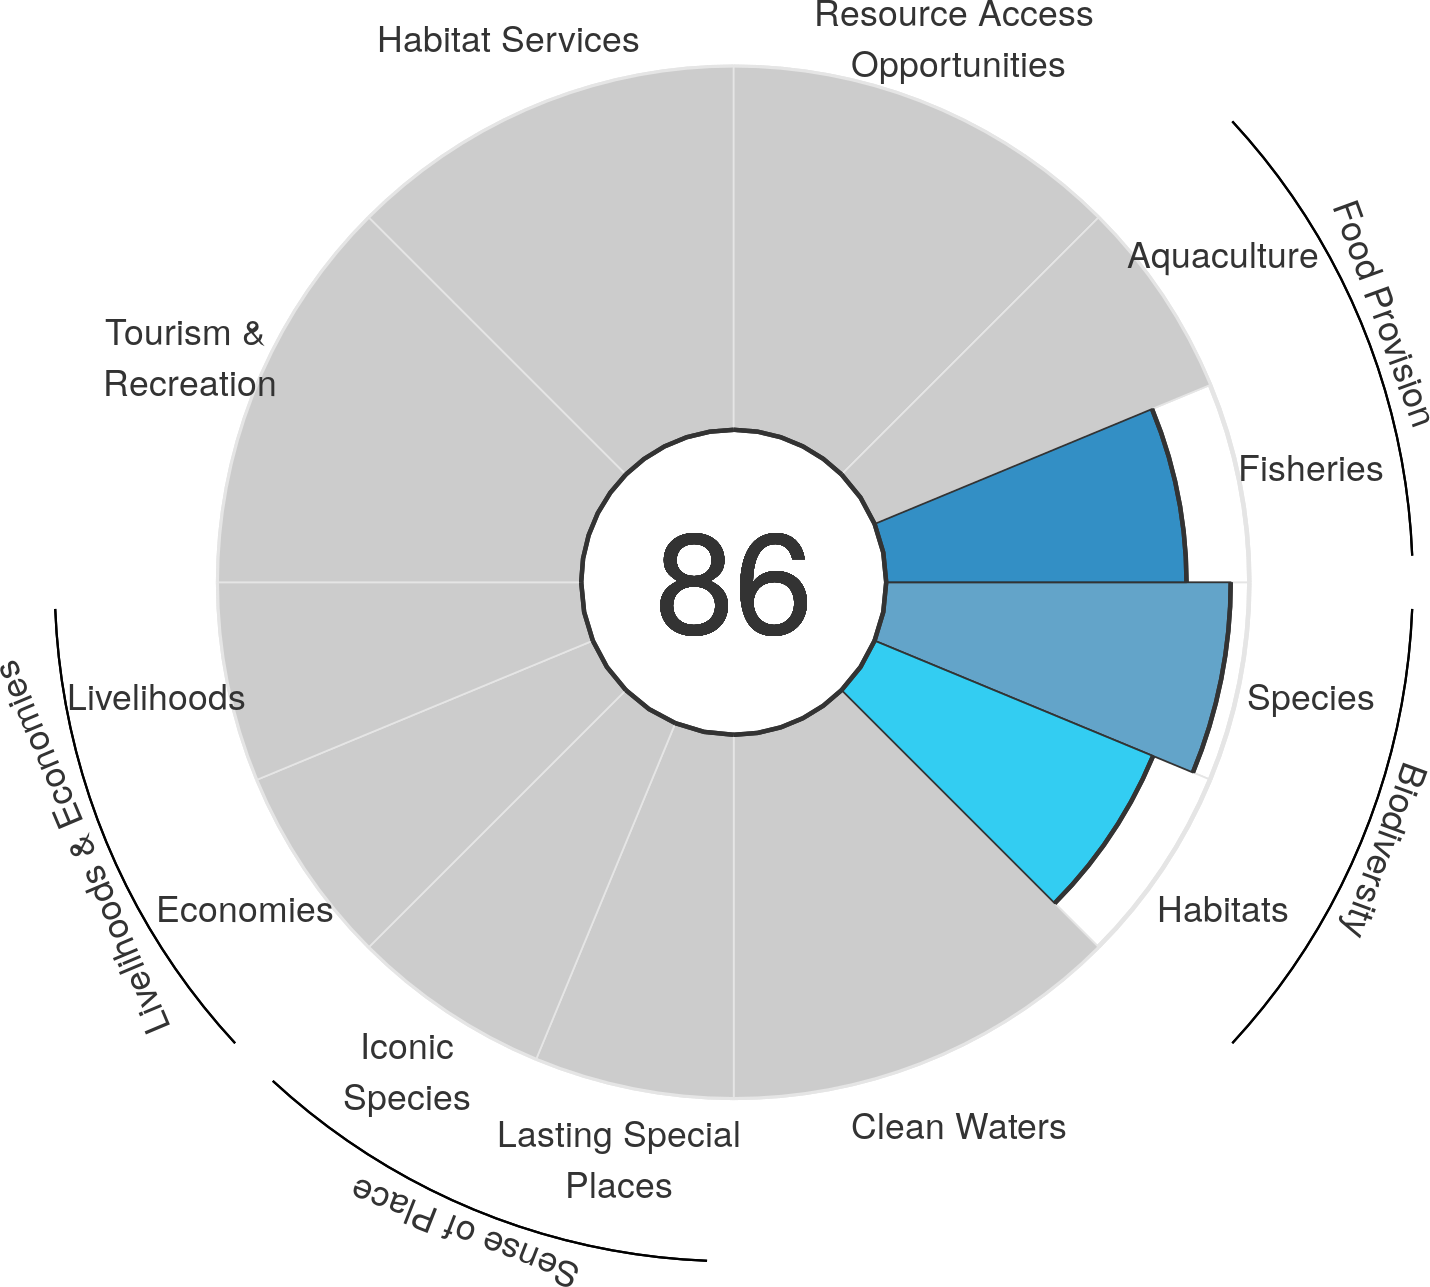 Habitat Services
Resource Access
Opportunities
Aquaculture
Food Provision
Fisheries
Tourism &
Recreation
86
Species
Biodiversity
Habitats
Livelihoods
Livelihoods & Economies
Economies
Iconic
Species
Lasting Special
Places
Sense of Place
Clean Waters